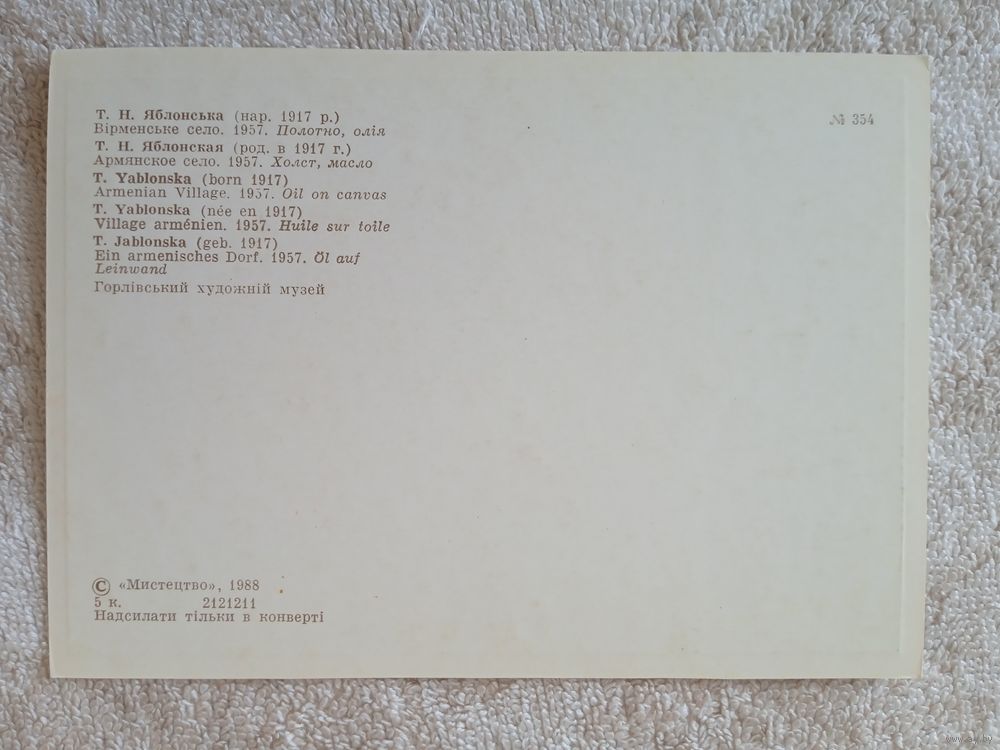 Т. Н. Яблонська (нар. 1917 р.)
Вірменське село. 1957. Полотно, олія
Т. Н. Яблонская (род. в 1917 г.)
Армянское село. 1957. Холст, масло
T. Yablonska (born 1917)
Armenian Village. 1957. Oil on canvas
T. Yablonska (née en 1917)
Village arménien. 1957. Huile sur toile
T. Jablonska (geb. 1917)
Ein armenisches Dorf. 1957. Öl auf
Leinwand
Горлівський художній музей
№ 354
© «Мистецтво», 1988
5 к. 2121211
Надсилати тільки в конверті